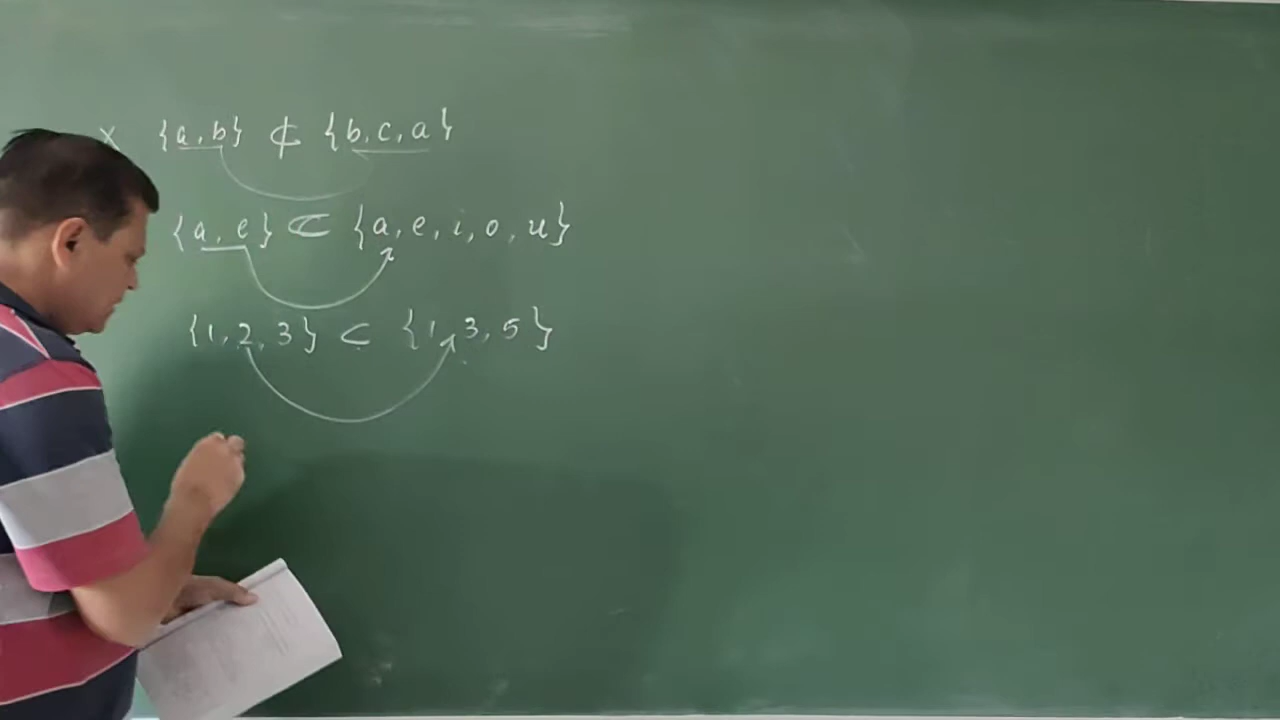 x {a, b} ⊄ {b, c, a}
{a, e} ⊂ {a, e, i, o, u}
{1, 2, 3} ⊂ {1, 3, 5}